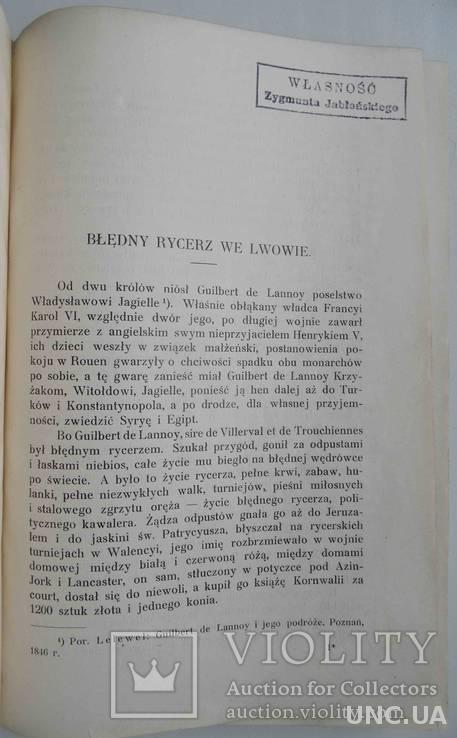 WŁASNOŚĆ
Zygmunta Jabłońskiego
BŁĘDNY RYCERZ WE LWOWIE.
Od dwu królów niósł Guilbert de Lannoy poselstwo
Władysławowi Jagielle ¹). Właśnie obłąkany władca Francyi
Karol VI, względnie dwór jego, po długiej wojnie zawarł
przymierze z angielskim swym nieprzyjacielem Henrykiem V,
ich dzieci weszły w związek małżeński, postanowienia po-
koju w Rouen gwarzyły o chciwości spadku obu monarchów
po sobie, a tę gwarę zanieść miał Guilbert de Lannoy Krzy-
żakom, Witołdowi, Jagielle, ponieść ją hen dalej aż do Tur-
ków i Konstantynopola, a po drodze, dla własnej przyjem-
ności, zwiedzić Syryę i Egipt.
Bo Guilbert de Lannoy, sire de Villerval et de Trouchiennes
był błędnym rycerzem. Szukał przygód, gonił za odpustami
i łaskami niebios, całe życie mu biegło na błędnej wędrówce
po świecie. A było to życie rycerza, pełne krwi, zabaw, hu-
lanki, pełne niezwykłych walk, turniejów, pieśni miłosnych
i stalowego zgrzytu oręża — życie błędnego rycerza, poli-
tycznego kawalera. Żądza odpustów gnała go aż do Jeruza-
lem i do jaskini św. Patrycyusza, błyszczał na rycerskich
turniejach w Walencyi, jego imię rozbrzmiewało w wojnie
domowej między białą i czerwoną różą, między domami
Jork i Lancaster, on sam, stłuczony w potyczce pod Azin-
court, dostał się do niewoli, a kupił go książę Kornwalii za
1200 sztuk złota i jednego konia.
¹) Por. Lelewel: Guilbert de Lannoy i jego podróże. Poznań,
1846 r.
1*
VIOLITY
Auction for Collectors
auction.violity.com
UNC.UA